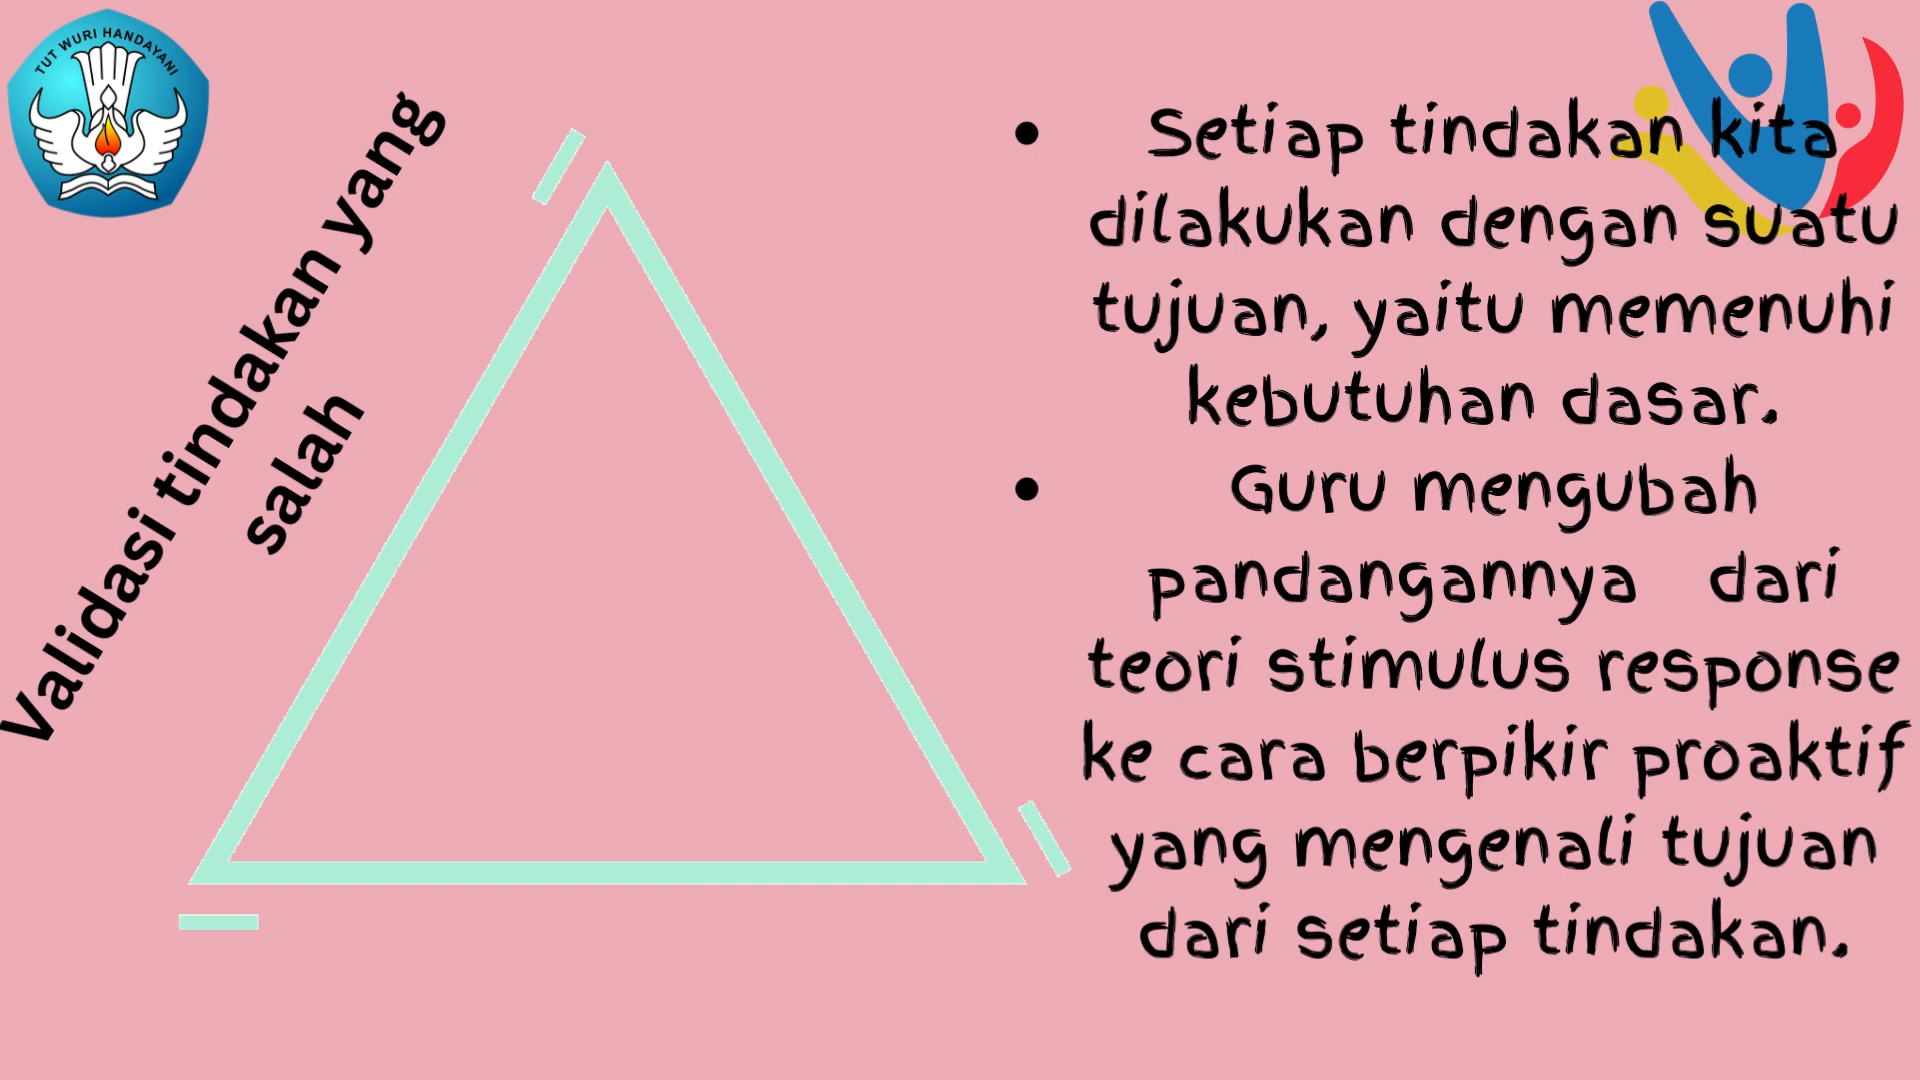 TUT WURI HANDAYANI
Validasi tindakan yang
salah
• Setiap tindakan kita
dilakukan dengan suatu
tujuan, yaitu memenuhi
kebutuhan dasar.
• Guru mengubah
pandangannya dari
teori stimulus response
ke cara berpikir proaktif
yang mengenali tujuan
dari setiap tindakan.